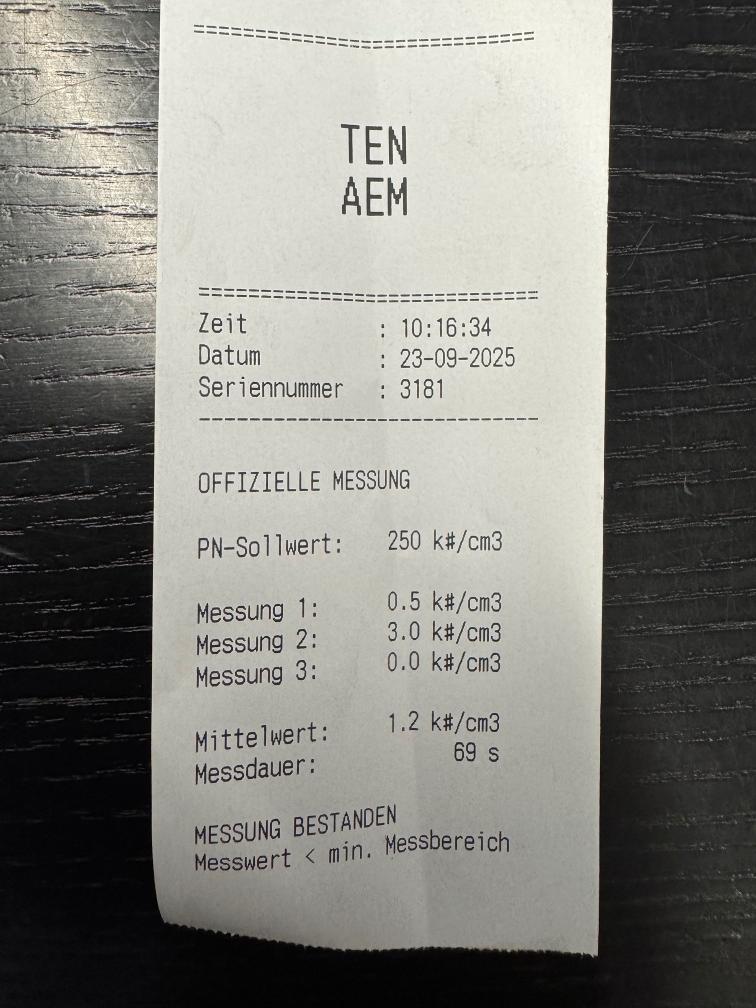 ==========================================
TEN
AEM
==========================================
Zeit : 10:16:34
Datum : 23-09-2025
Seriennummer : 3181
------------------------------------------
OFFIZIELLE MESSUNG
PN-Sollwert: 250 k#/cm3
Messung 1: 0.5 k#/cm3
Messung 2: 3.0 k#/cm3
Messung 3: 0.0 k#/cm3
Mittelwert: 1.2 k#/cm3
Messdauer: 69 s
MESSUNG BESTANDEN
Messwert < min. Messbereich